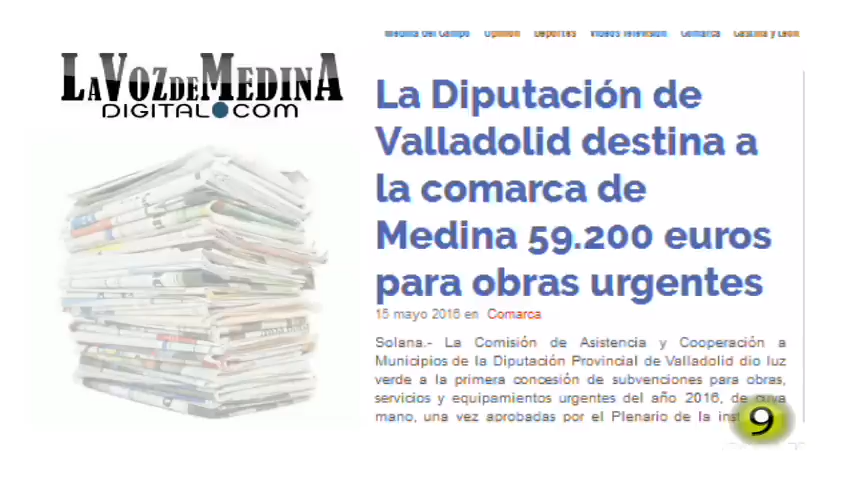 Medina del Campo Opinión Deportes Videos Televisión Comarca Castilla y León
LAVOZDEMEDINA
DIGITAL.COM
La Diputación de
Valladolid destina a
la comarca de
Medina 59.200 euros
para obras urgentes
15 mayo 2016 en Comarca
Solana.- La Comisión de Asistencia y Cooperación a
Municipios de la Diputación Provincial de Valladolid dio luz
verde a la primera concesión de subvenciones para obras,
servicios y equipamientos urgentes del año 2016, de cuya
mano, una vez aprobadas por el Plenario de la
9